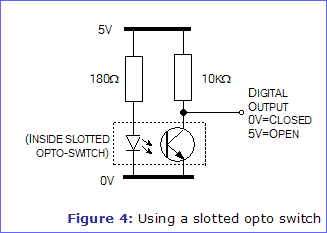 5V
180Ω
10KΩ
DIGITAL
OUTPUT
0V=CLOSED
5V=OPEN
(INSIDE SLOTTED
OPTO-SWITCH)
0V
Figure 4: Using a slotted opto switch